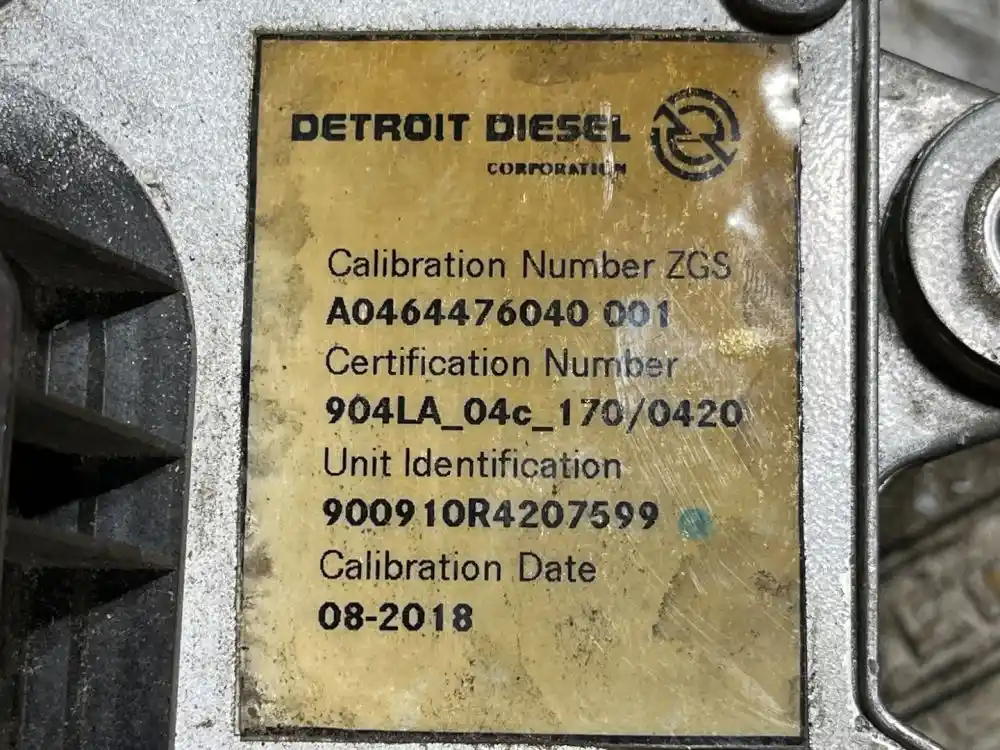 DETROIT DIESEL
CORPORATION
Calibration Number ZGS
A0464476040 001
Certification Number
904LA_04c_170/0420
Unit Identification
900910R4207599
Calibration Date
08-2018